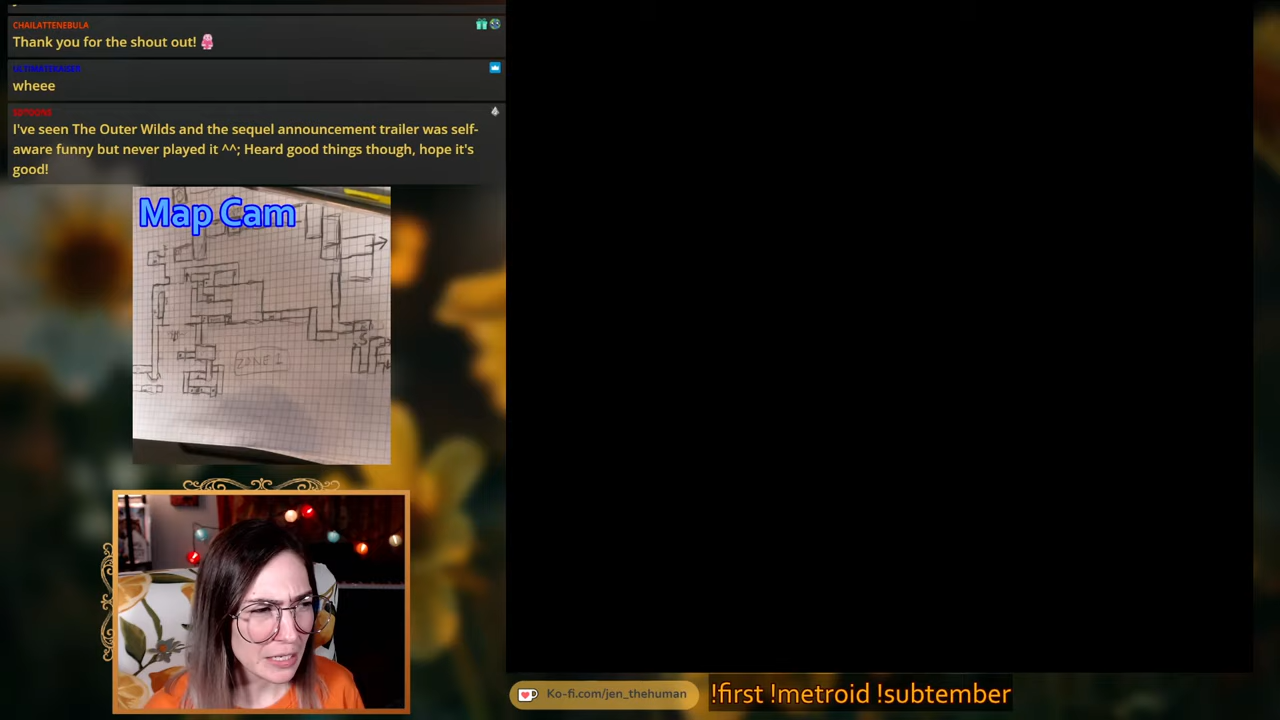 CHAILATTENEBULA
Thank you for the shout out!
wheee
I've seen The Outer Wilds and the sequel announcement trailer was self-
aware funny but never played it ^^; Heard good things though, hope it's
good!
Map Cam
ZONE 1
Ko-fi.com/jen_thehuman
!first !metroid !subtember